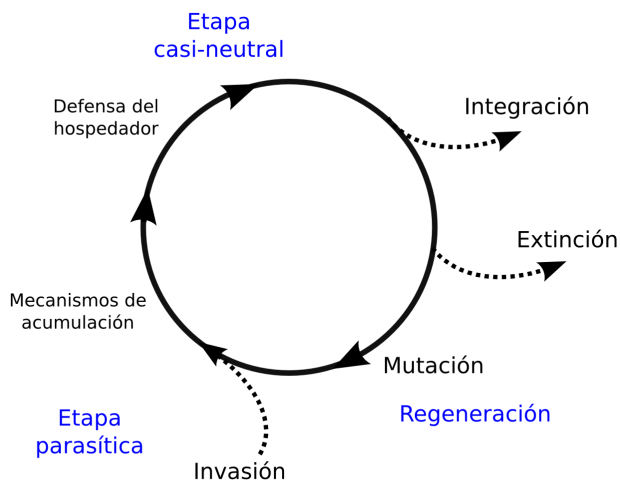 Etapa
casi-neutral
Defensa del
hospedador
Integración
Extinción
Mecanismos de
acumulación
Mutación
Etapa
parasítica
Regeneración
Invasión